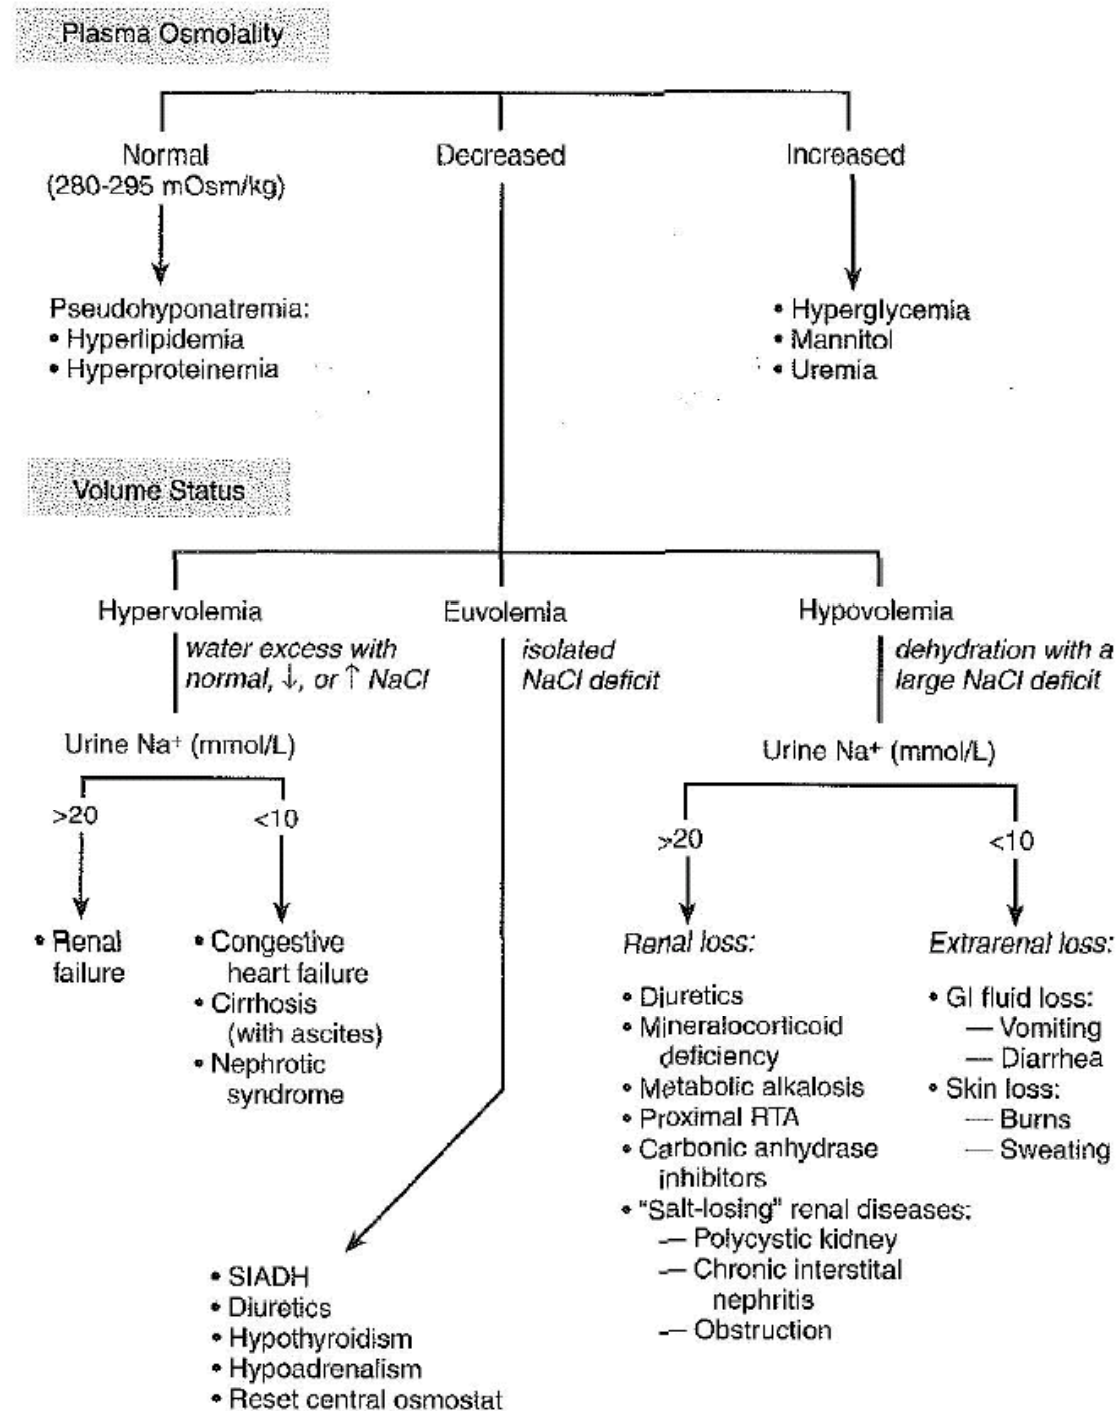 Plasma Osmolality
Normal
(280-295 mOsm/kg)
Decreased
Increased
Pseudohyponatremia:
• Hyperlipidemia
• Hyperproteinemia
• Hyperglycemia
• Mannitol
• Uremia
Volume Status
Hypervolemia
water excess with
normal, ↓, or ↑ NaCl
Euvolemia
isolated
NaCl deficit
Hypovolemia
dehydration with a
large NaCl deficit
Urine Na+ (mmol/L)
>20
<10
• Renal
failure
• Congestive
heart failure
• Cirrhosis
(with ascites)
• Nephrotic
syndrome
Urine Na+ (mmol/L)
>20
<10
Renal loss:
• Diuretics
• Mineralocorticoid
deficiency
• Metabolic alkalosis
• Proximal RTA
• Carbonic anhydrase
inhibitors
• "Salt-losing" renal diseases:
— Polycystic kidney
— Chronic interstital
nephritis
— Obstruction
Extrarenal loss:
• GI fluid loss:
— Vomiting
— Diarrhea
• Skin loss:
— Burns
— Sweating
• SIADH
• Diuretics
• Hypothyroidism
• Hypoadrenalism
• Reset central osmostat